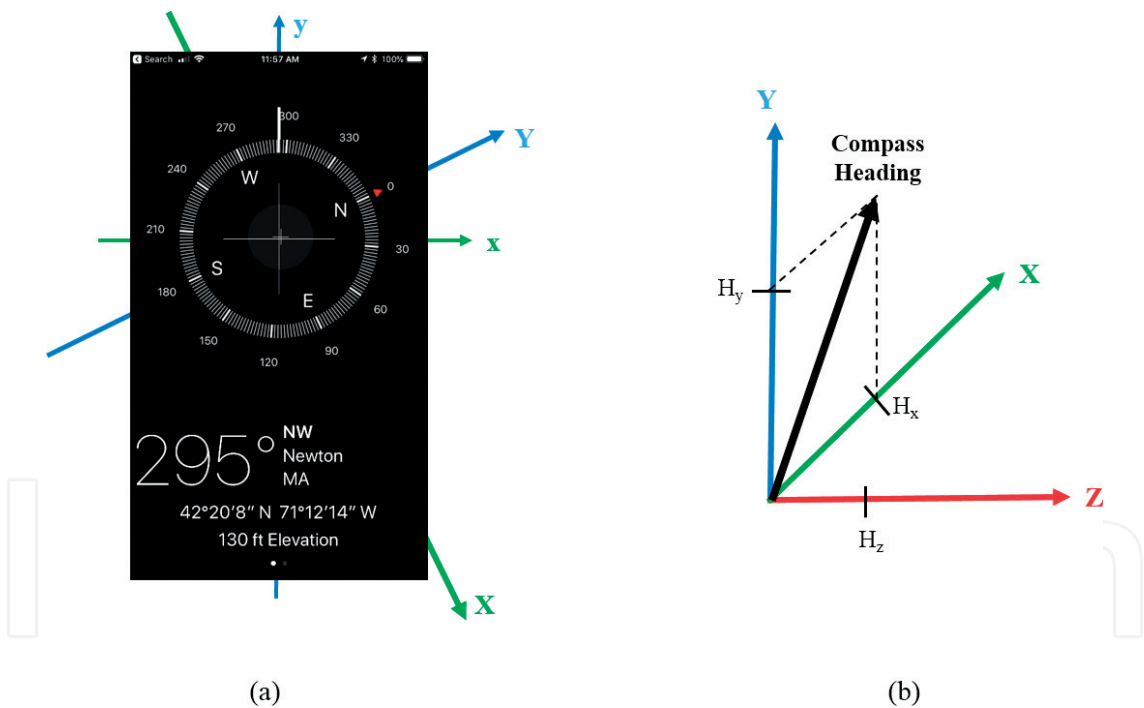 y
Search 11:57 AM 100%
300
270
330
240
W
0
N
Y
210
30
x
S
180
E
60
150
90
120
295° NW
Newton
MA
42°20'8" N 71°12'14" W
130 ft Elevation
X
(a)
Y
Compass
Heading
X
Hy
Hx
Z
Hz
(b)